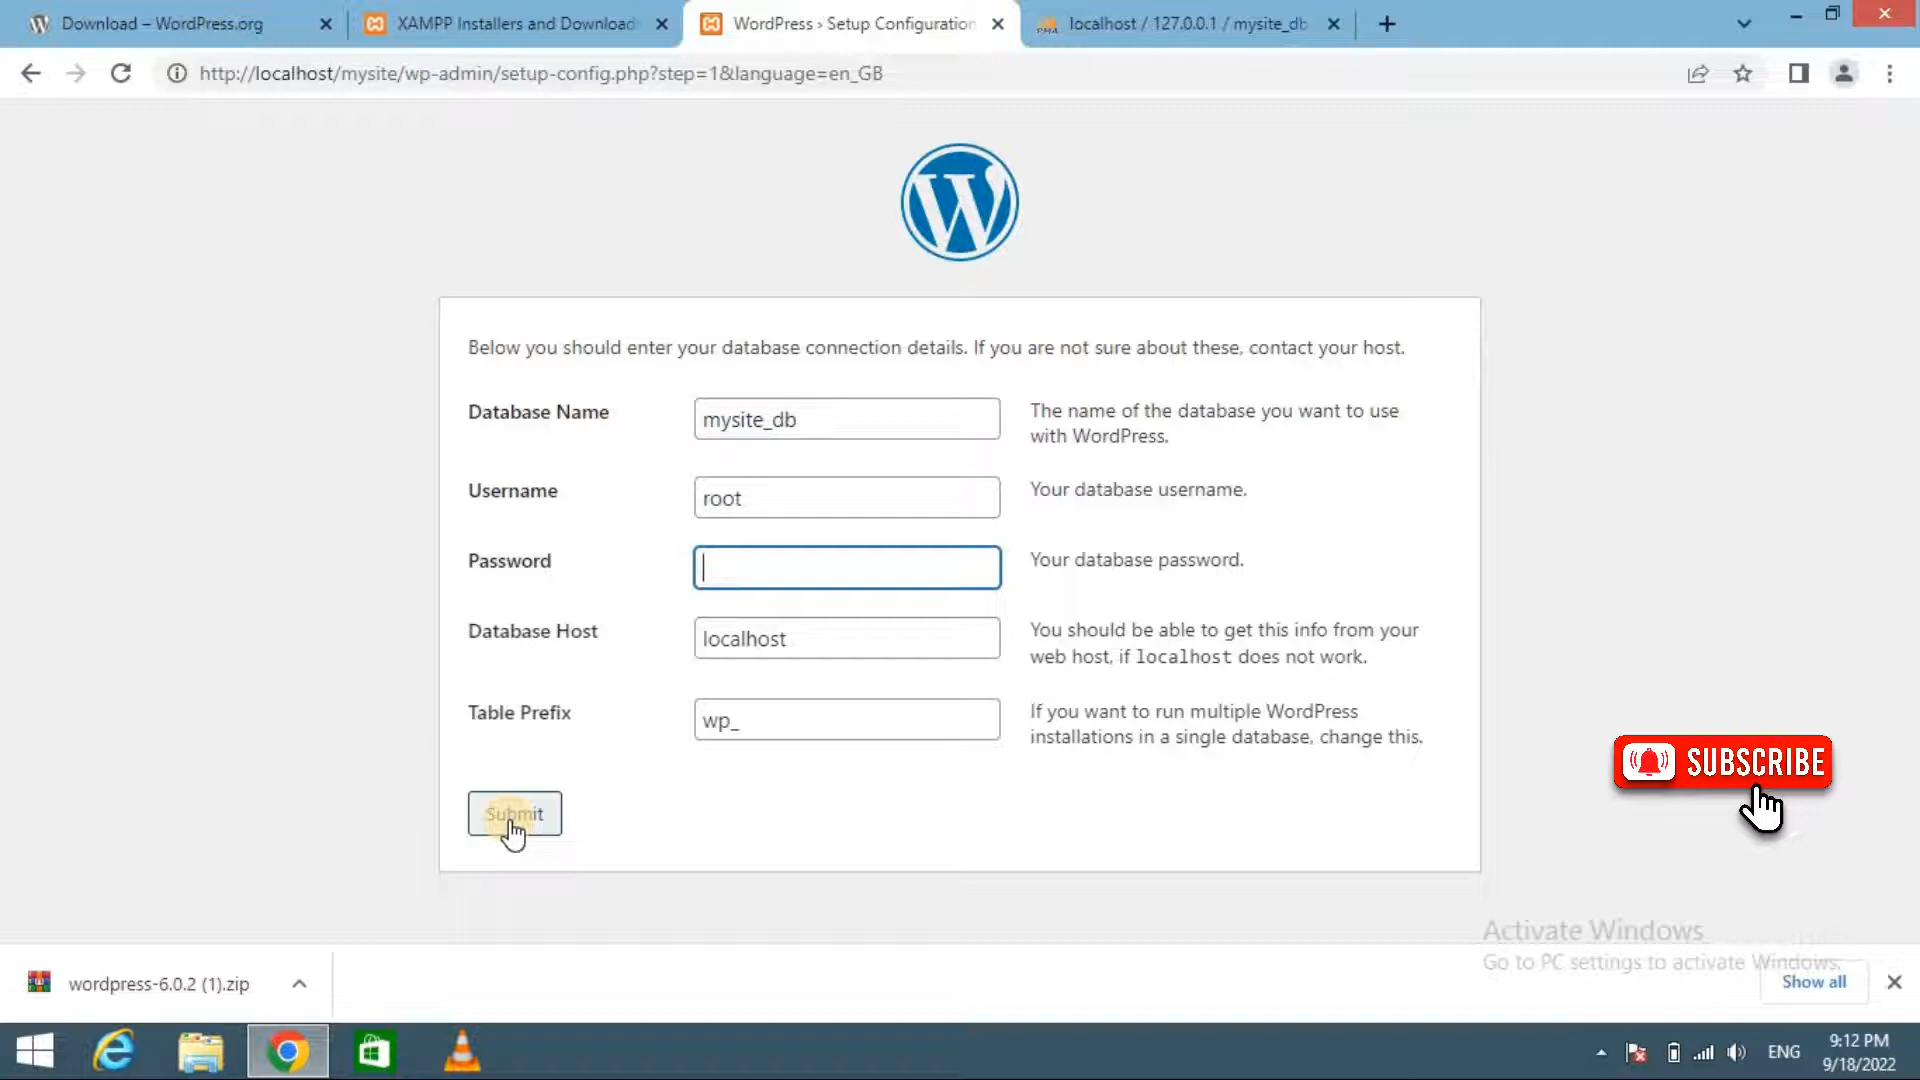 Download – WordPress.org
XAMPP Installers and Download
WordPress › Setup Configuration
localhost / 127.0.0.1 / mysite_db
http://localhost/mysite/wp-admin/setup-config.php?step=1&language=en_GB
Below you should enter your database connection details. If you are not sure about these, contact your host.
Database Name
mysite_db
The name of the database you want to use
with WordPress.
Username
root
Your database username.
Password
Your database password.
Database Host
localhost
You should be able to get this info from your
web host, if localhost does not work.
Table Prefix
wp_
If you want to run multiple WordPress
installations in a single database, change this.
SUBSCRIBE
Submit
Activate Windows
Go to PC settings to activate Windows.
wordpress-6.0.2 (1).zip
Show all
ENG
9:12 PM
9/18/2022